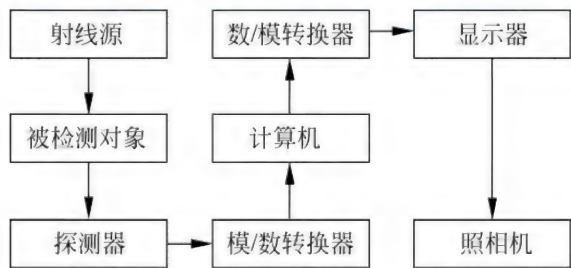 射线源
数/模转换器
显示器
被检测对象
计算机
探测器
模/数转换器
照相机